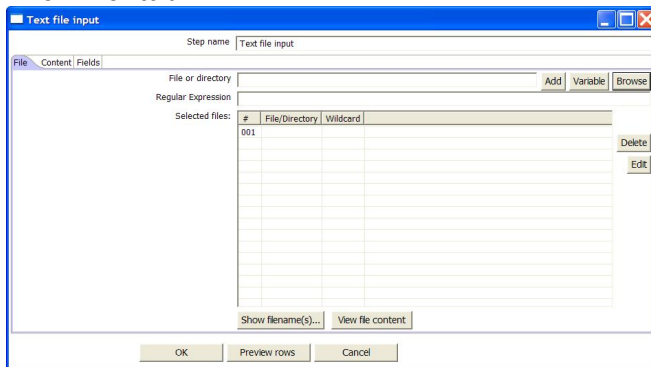 Text file input
Step name Text file input
File Content Fields
File or directory Add Variable Browse
Regular Expression
Selected files: # File/Directory Wildcard
001
Delete
Edit
Show filename(s)... View file content
OK Preview rows Cancel